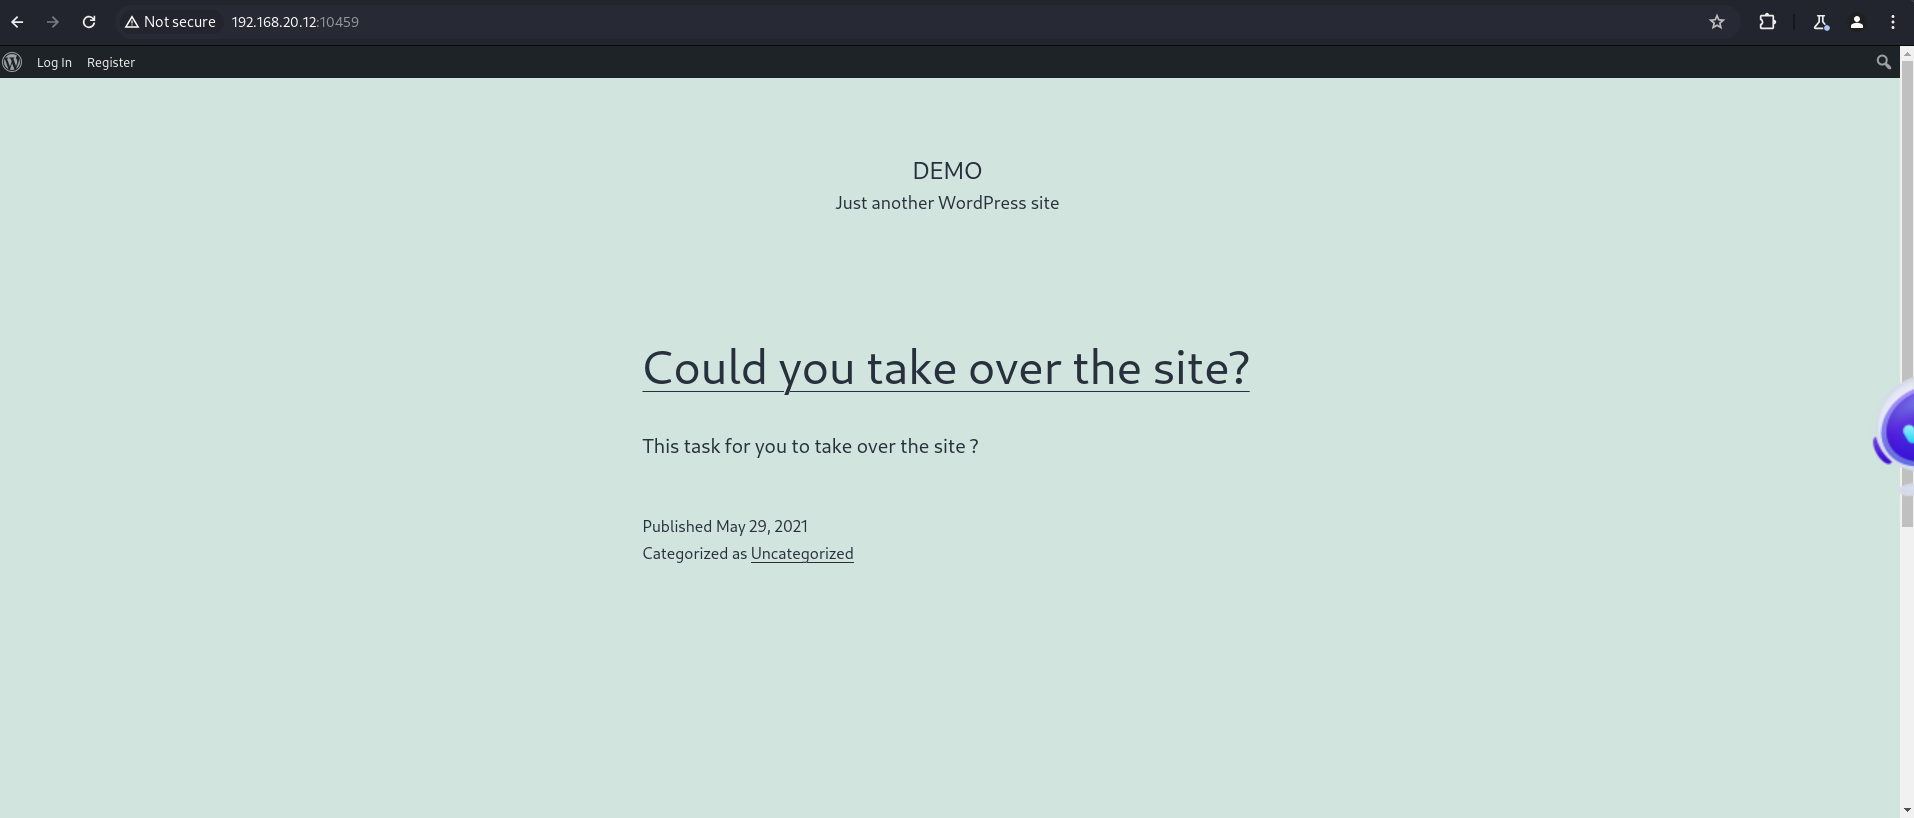 Not secure 192.168.20.12:10459
Log In Register
DEMO
Just another WordPress site
Could you take over the site?
This task for you to take over the site ?
Published May 29, 2021
Categorized as Uncategorized